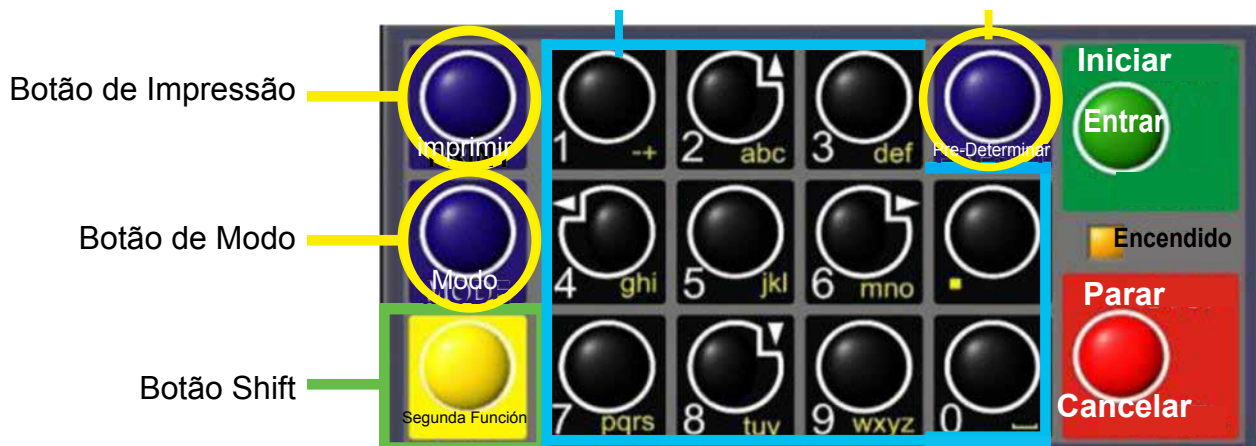 Botão de Impressão
Imprimir
1 -+
2 abc
3 def
Pre-Determinar
Iniciar
Entrar
Botão de Modo
Modo
4 ghi
5 jkl
6 mno
.
Encendido
Botão Shift
Segunda Función
7 pqrs
8 tuv
9 wxyz
0
Parar
Cancelar